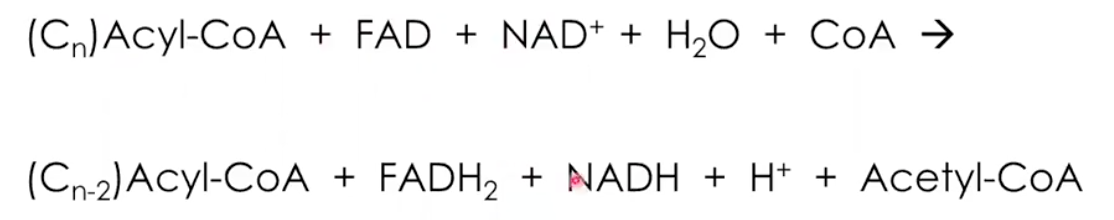 (Cₙ)Acyl-CoA + FAD + NAD⁺ + H₂O + CoA →
(Cₙ₋₂)Acyl-CoA + FADH₂ + NADH + H⁺ + Acetyl-CoA